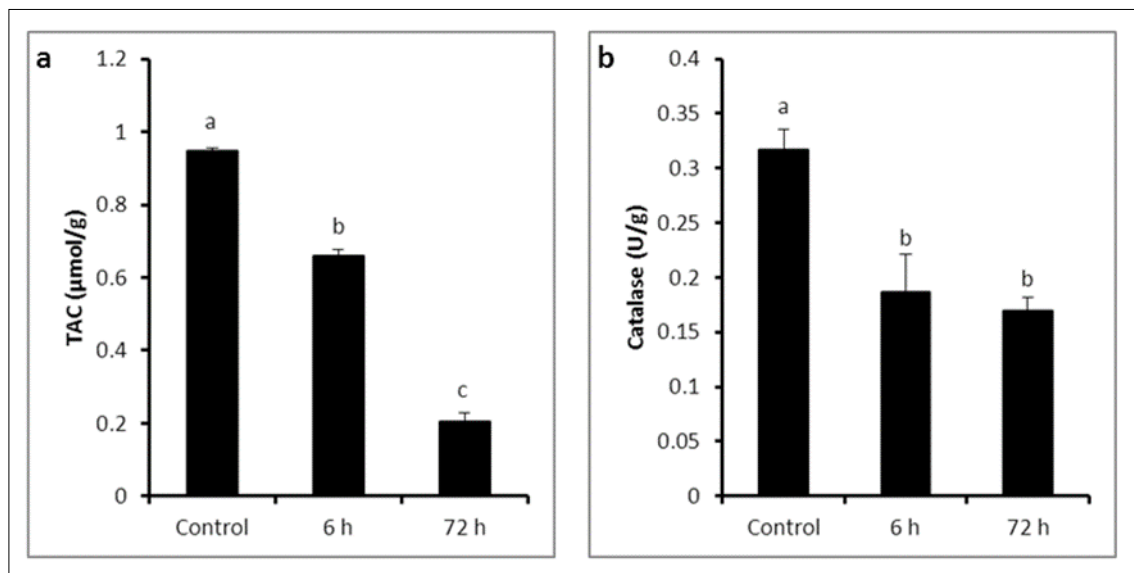 a
TAC (μmol/g)
1.2
1
0.8
0.6
0.4
0.2
0
a
b
c
Control 6 h 72 h
b
Catalase (U/g)
0.4
0.35
0.3
0.25
0.2
0.15
0.1
0.05
0
a
b
b
Control 6 h 72 h